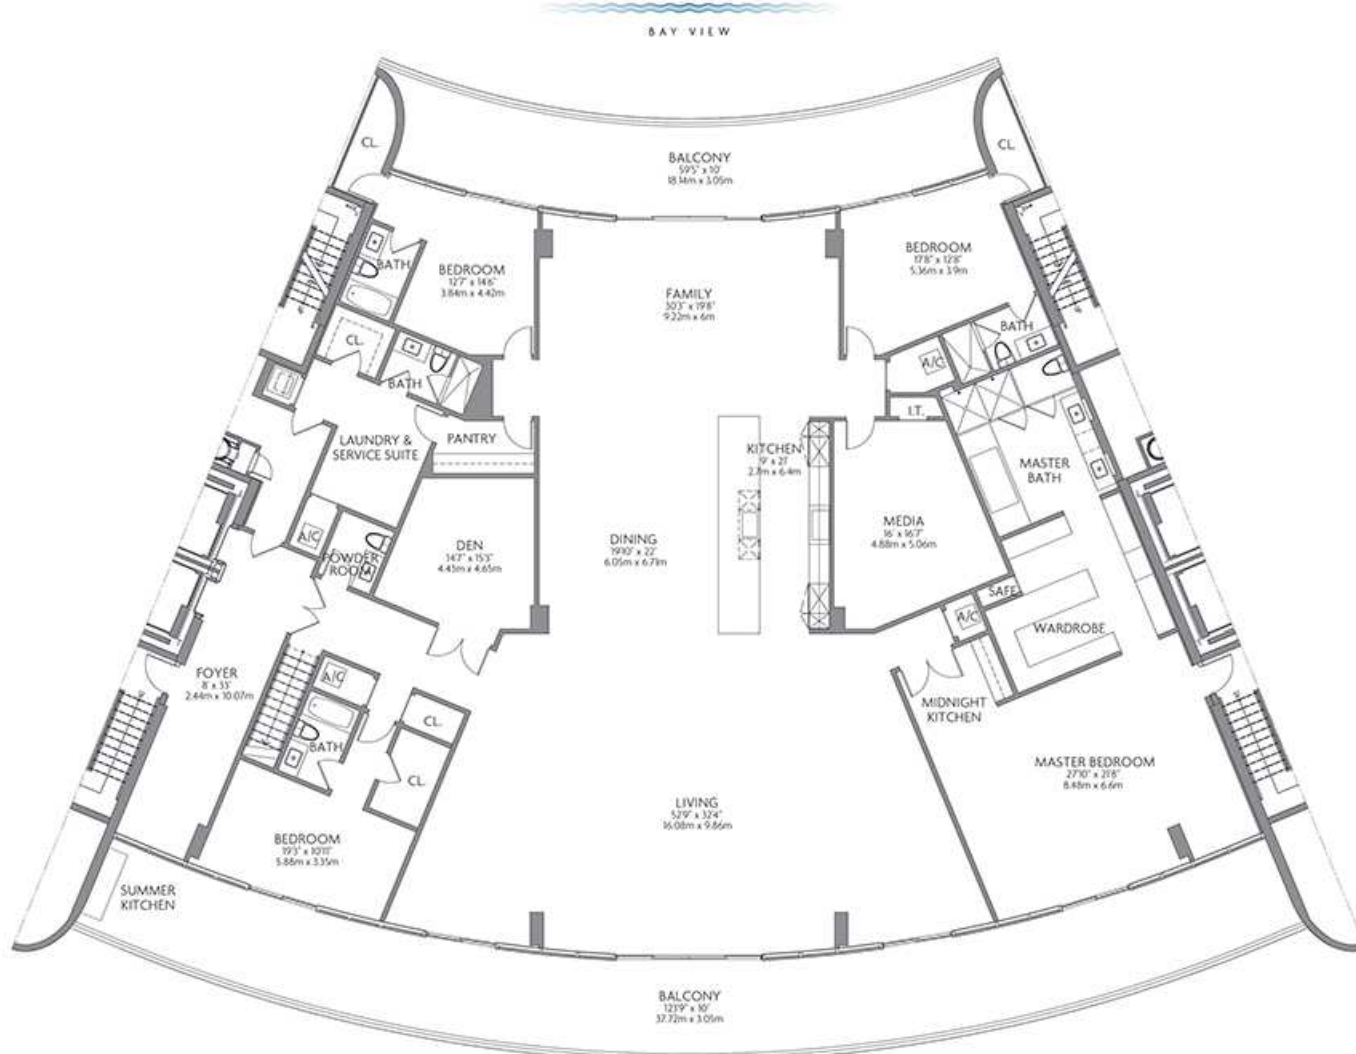 BAY VIEW
BALCONY
59'5" x 10'
18.14m x 3.05m
CL.
CL.
BATH
BEDROOM
12'7" x 14'6"
3.84m x 4.42m
FAMILY
30'3" x 19'8"
9.22m x 6m
BEDROOM
17'8" x 12'8"
5.36m x 3.9m
BATH
CL.
BATH
A/C
I.T.
LAUNDRY &
SERVICE SUITE
PANTRY
KITCHEN
9' x 21'
2.7m x 6.4m
MASTER
BATH
A/C
POWDER
ROOM
DEN
14'7" x 15'3"
4.45m x 4.65m
DINING
19'10" x 22'
6.05m x 6.71m
MEDIA
16' x 16'7"
4.88m x 5.06m
SAFE
A/C
WARDROBE
FOYER
8' x 33'
2.44m x 10.07m
A/C
CL.
BATH
CL.
MIDNIGHT
KITCHEN
MASTER BEDROOM
27'10" x 21'8"
8.48m x 6.6m
LIVING
52'9" x 32'4"
16.08m x 9.86m
BEDROOM
19'3" x 10'11"
5.88m x 3.35m
SUMMER
KITCHEN
BALCONY
123'9" x 10'
37.72m x 3.05m